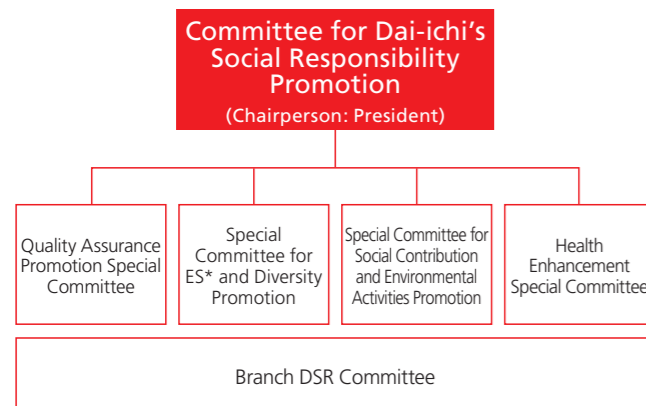 Committee for Dai-ichi's
Social Responsibility
Promotion
(Chairperson: President)
Quality Assurance
Promotion Special
Committee
Special
Committee for
ES* and Diversity
Promotion
Special Committee for
Social Contribution
and Environmental
Activities Promotion
Health
Enhancement
Special Committee
Branch DSR Committee